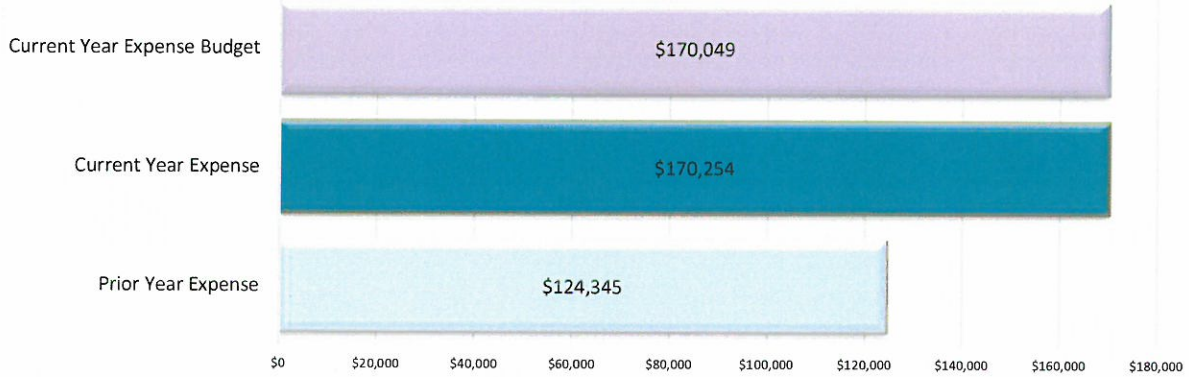 Current Year Expense Budget
$170,049
Current Year Expense
$170,254
Prior Year Expense
$124,345
$0 $20,000 $40,000 $60,000 $80,000 $100,000 $120,000 $140,000 $160,000 $180,000